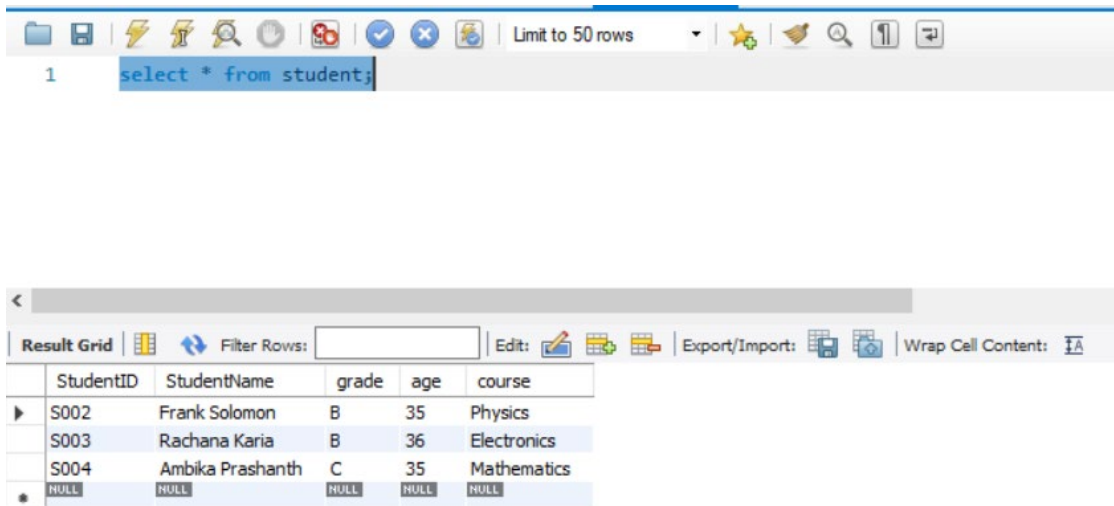 Limit to 50 rows
1 select * from student;
Result Grid Filter Rows: Edit: Export/Import: Wrap Cell Content: IA
StudentID StudentName grade age course
S002 Frank Solomon B 35 Physics
S003 Rachana Karia B 36 Electronics
S004 Ambika Prashanth C 35 Mathematics
NULL NULL NULL NULL NULL